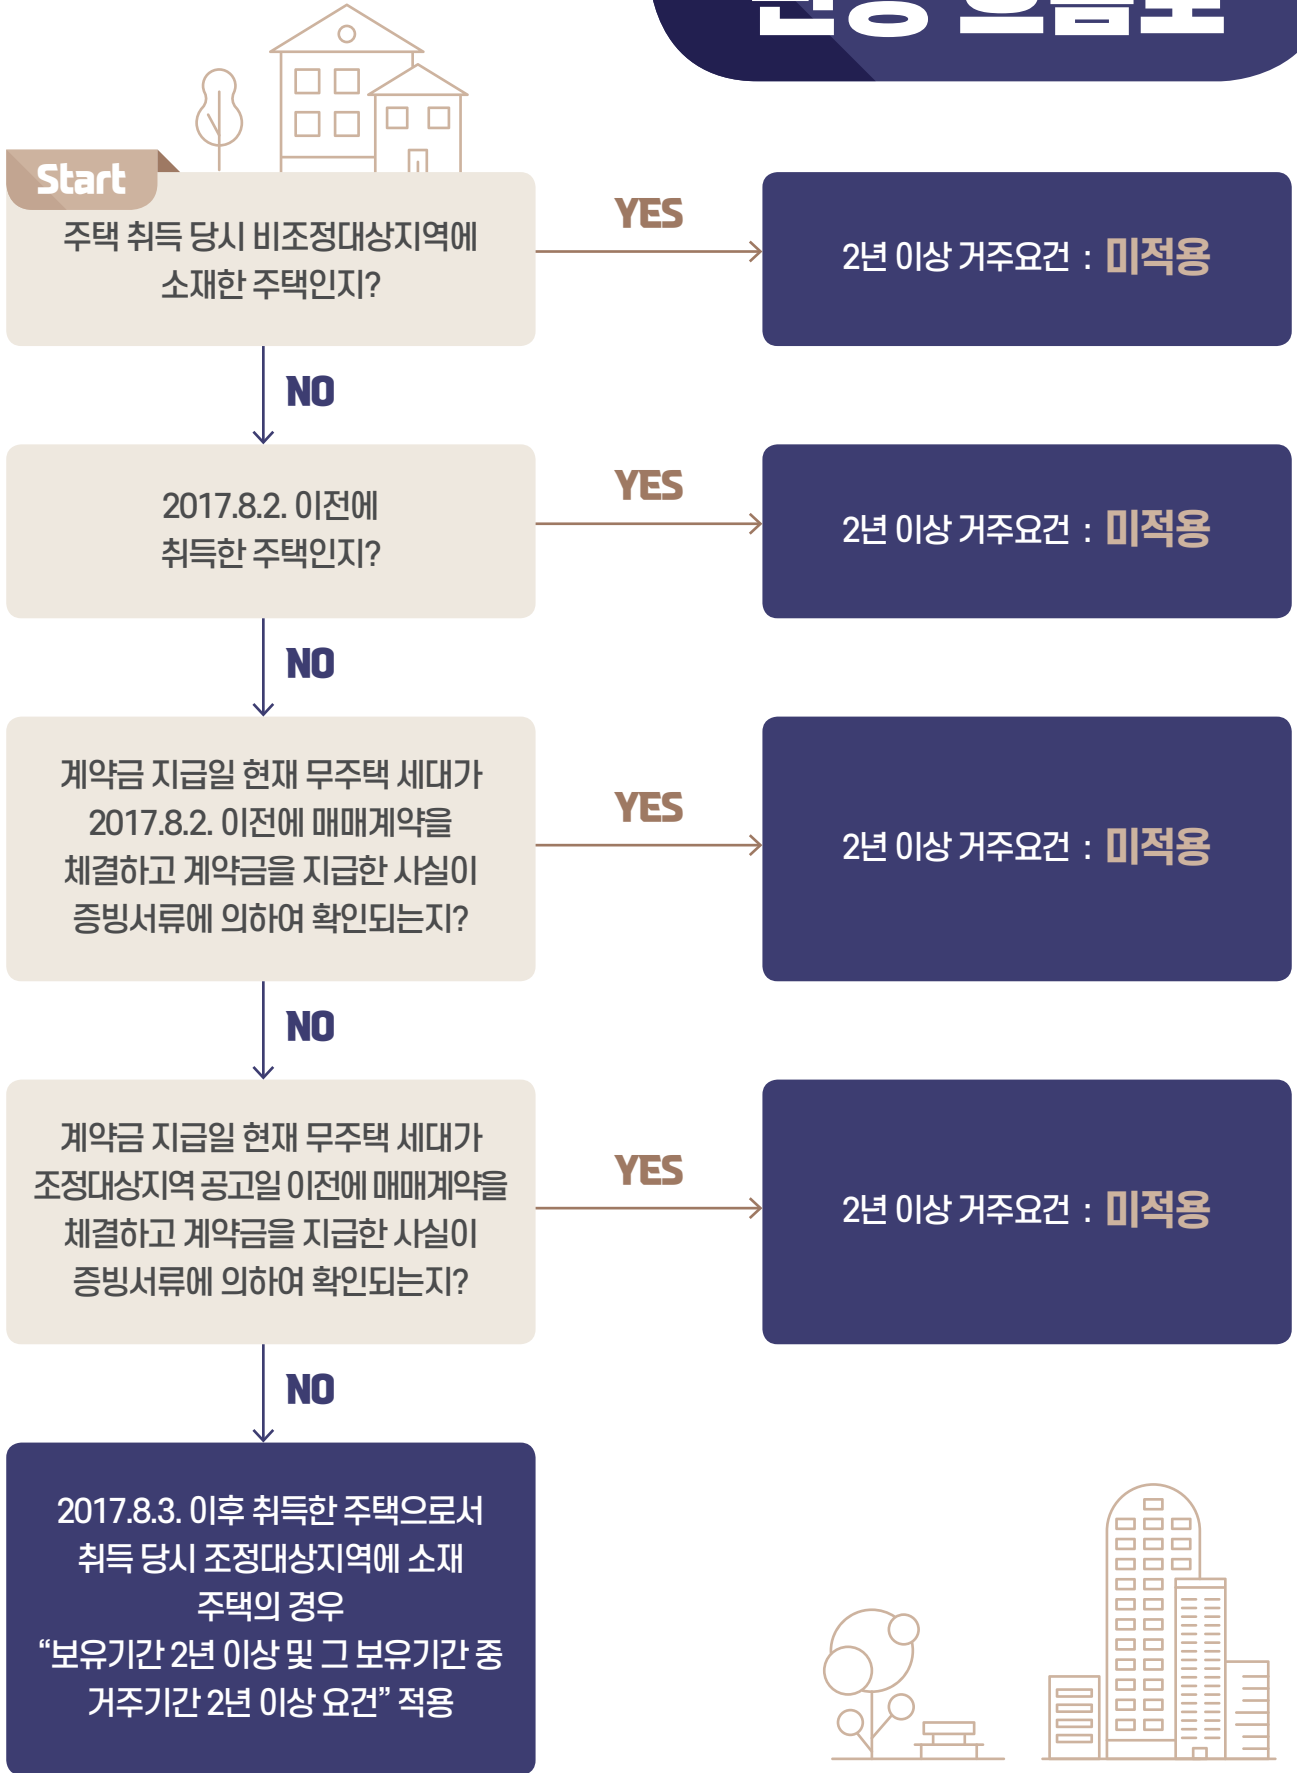 판정 흐름도
Start
주택 취득 당시 비조정대상지역에
소재한 주택인지?
YES
2년 이상 거주요건 : 미적용
NO
2017.8.2. 이전에
취득한 주택인지?
YES
2년 이상 거주요건 : 미적용
NO
계약금 지급일 현재 무주택 세대가
2017.8.2. 이전에 매매계약을
체결하고 계약금을 지급한 사실이
증빙서류에 의하여 확인되는지?
YES
2년 이상 거주요건 : 미적용
NO
계약금 지급일 현재 무주택 세대가
조정대상지역 공고일 이전에 매매계약을
체결하고 계약금을 지급한 사실이
증빙서류에 의하여 확인되는지?
YES
2년 이상 거주요건 : 미적용
NO
2017.8.3. 이후 취득한 주택으로서
취득 당시 조정대상지역에 소재
주택의 경우
“보유기간 2년 이상 및 그 보유기간 중
거주기간 2년 이상 요건” 적용